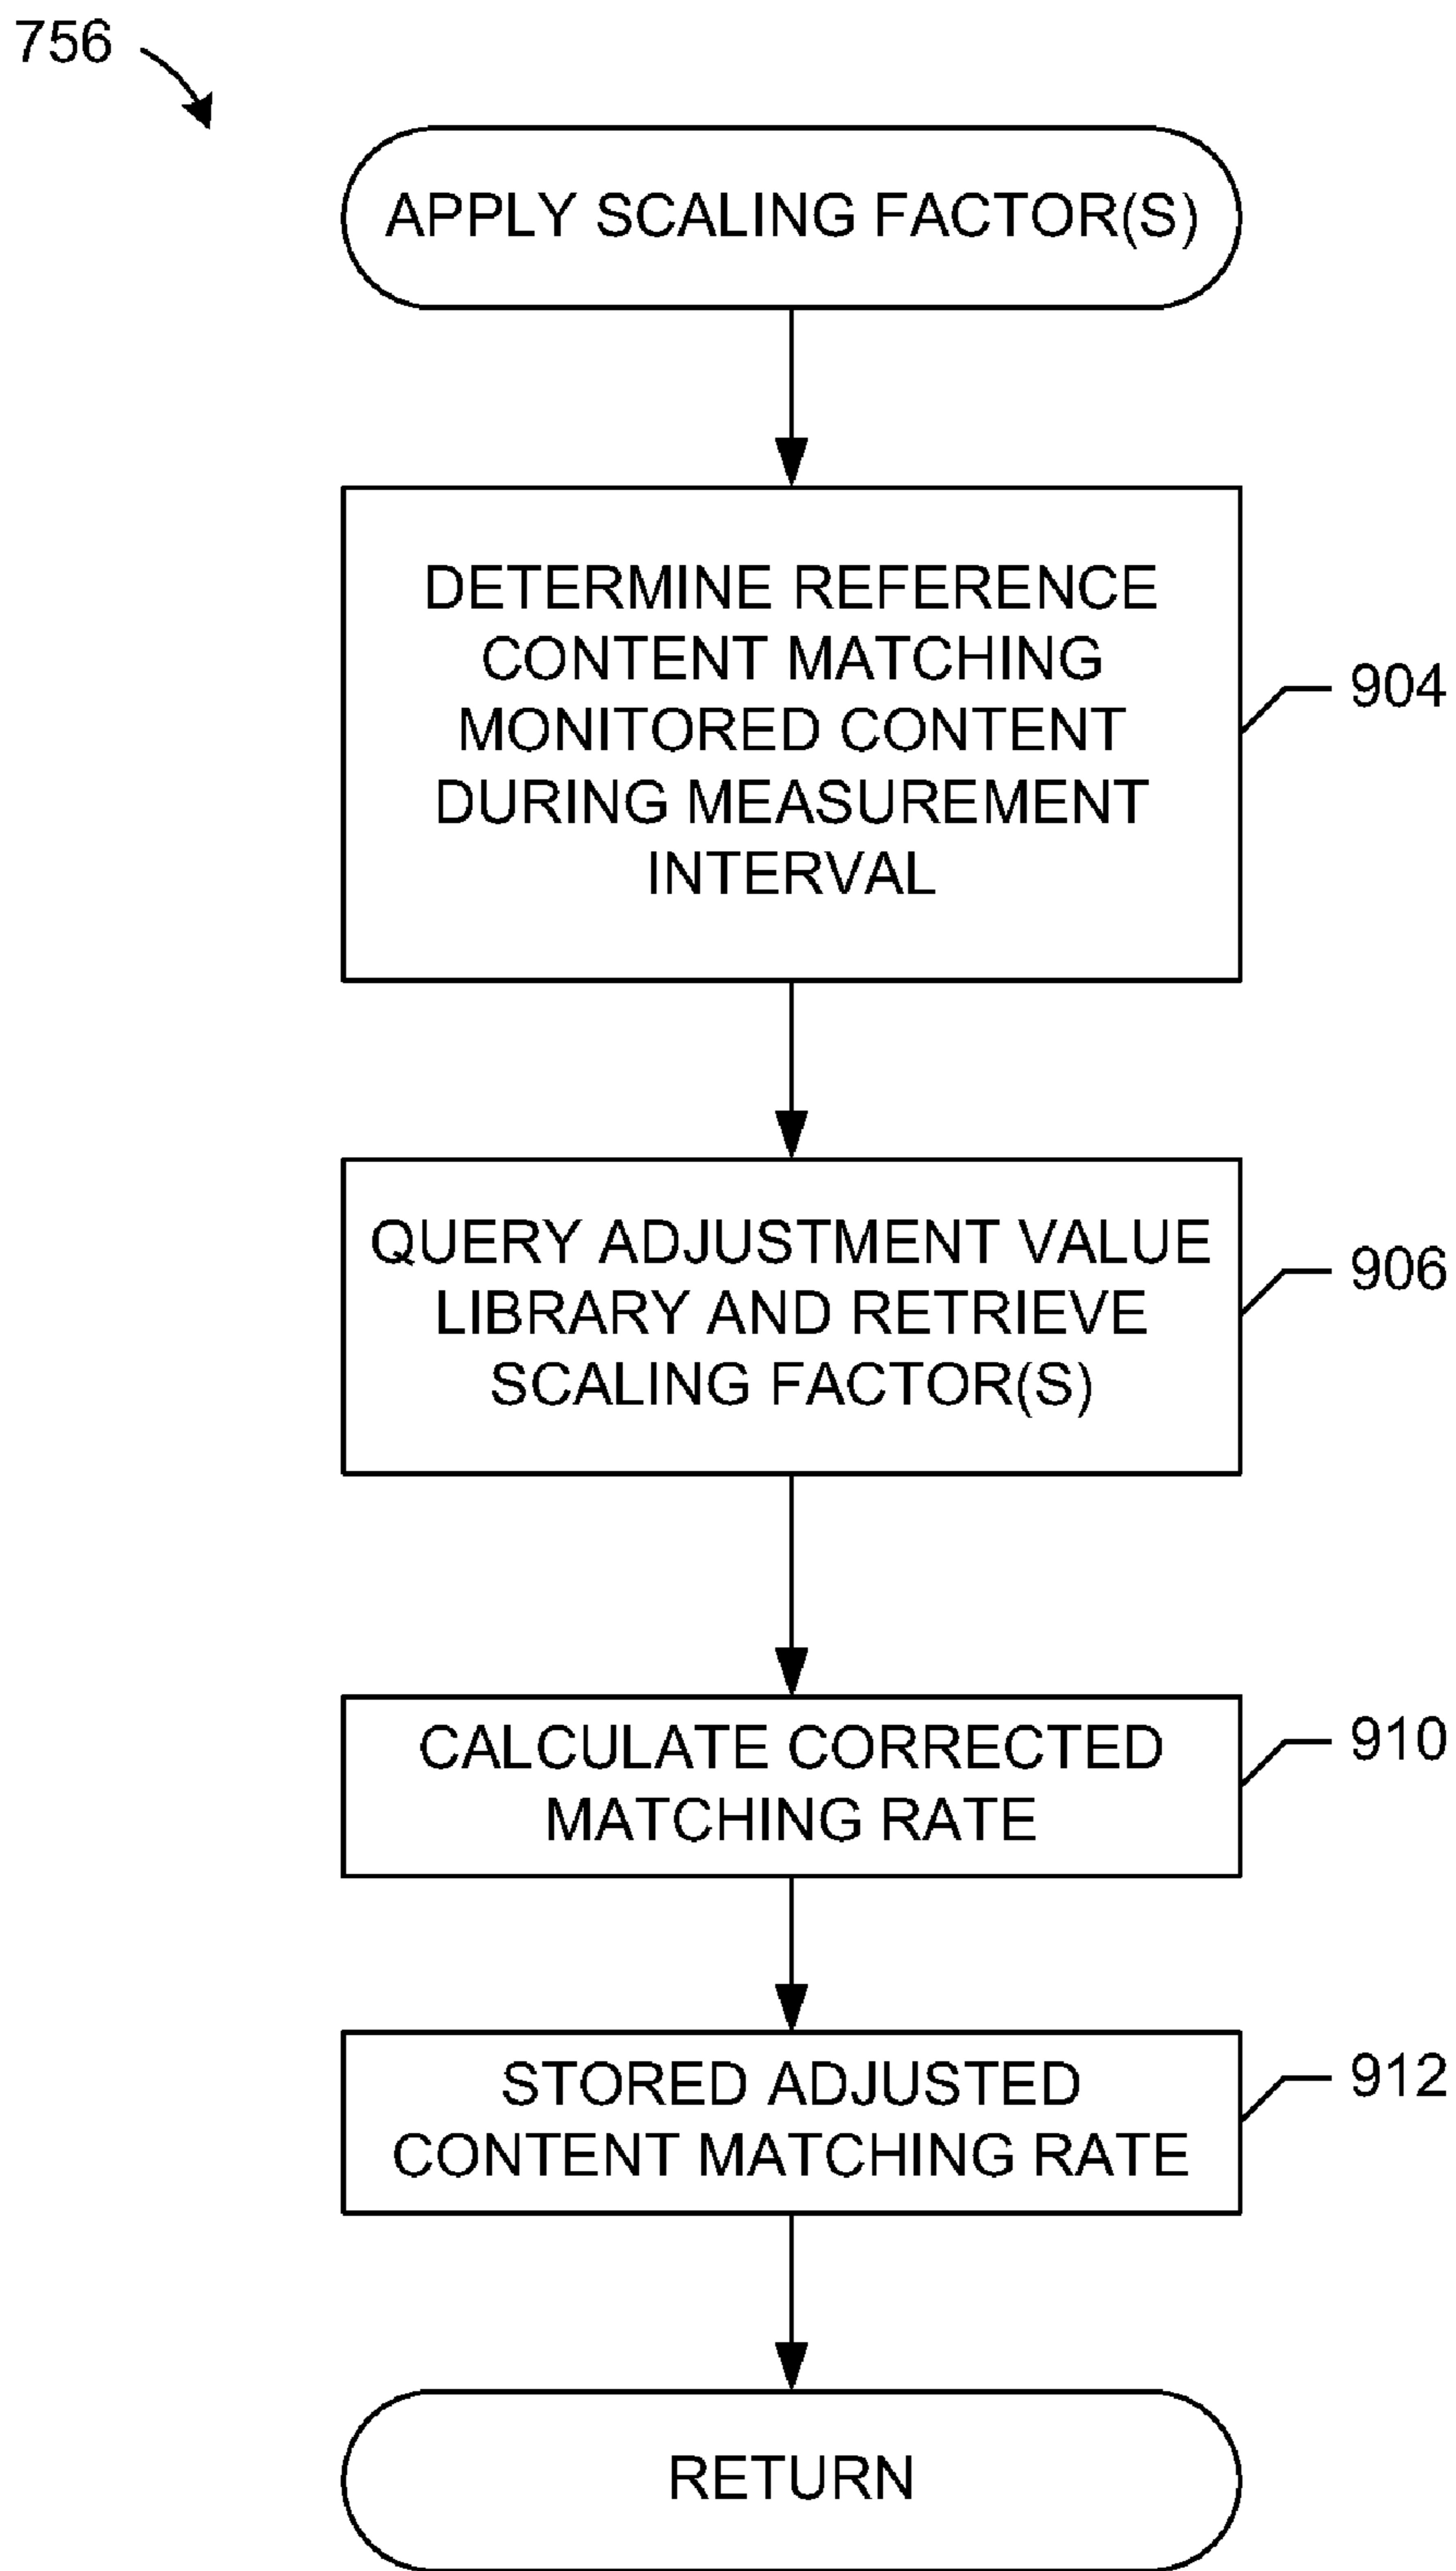 756
APPLY SCALING FACTOR(S)
DETERMINE REFERENCE
CONTENT MATCHING
MONITORED CONTENT
DURING MEASUREMENT
INTERVAL
904
QUERY ADJUSTMENT VALUE
LIBRARY AND RETRIEVE
SCALING FACTOR(S)
906
CALCULATE CORRECTED
MATCHING RATE
910
STORED ADJUSTED
CONTENT MATCHING RATE
912
RETURN